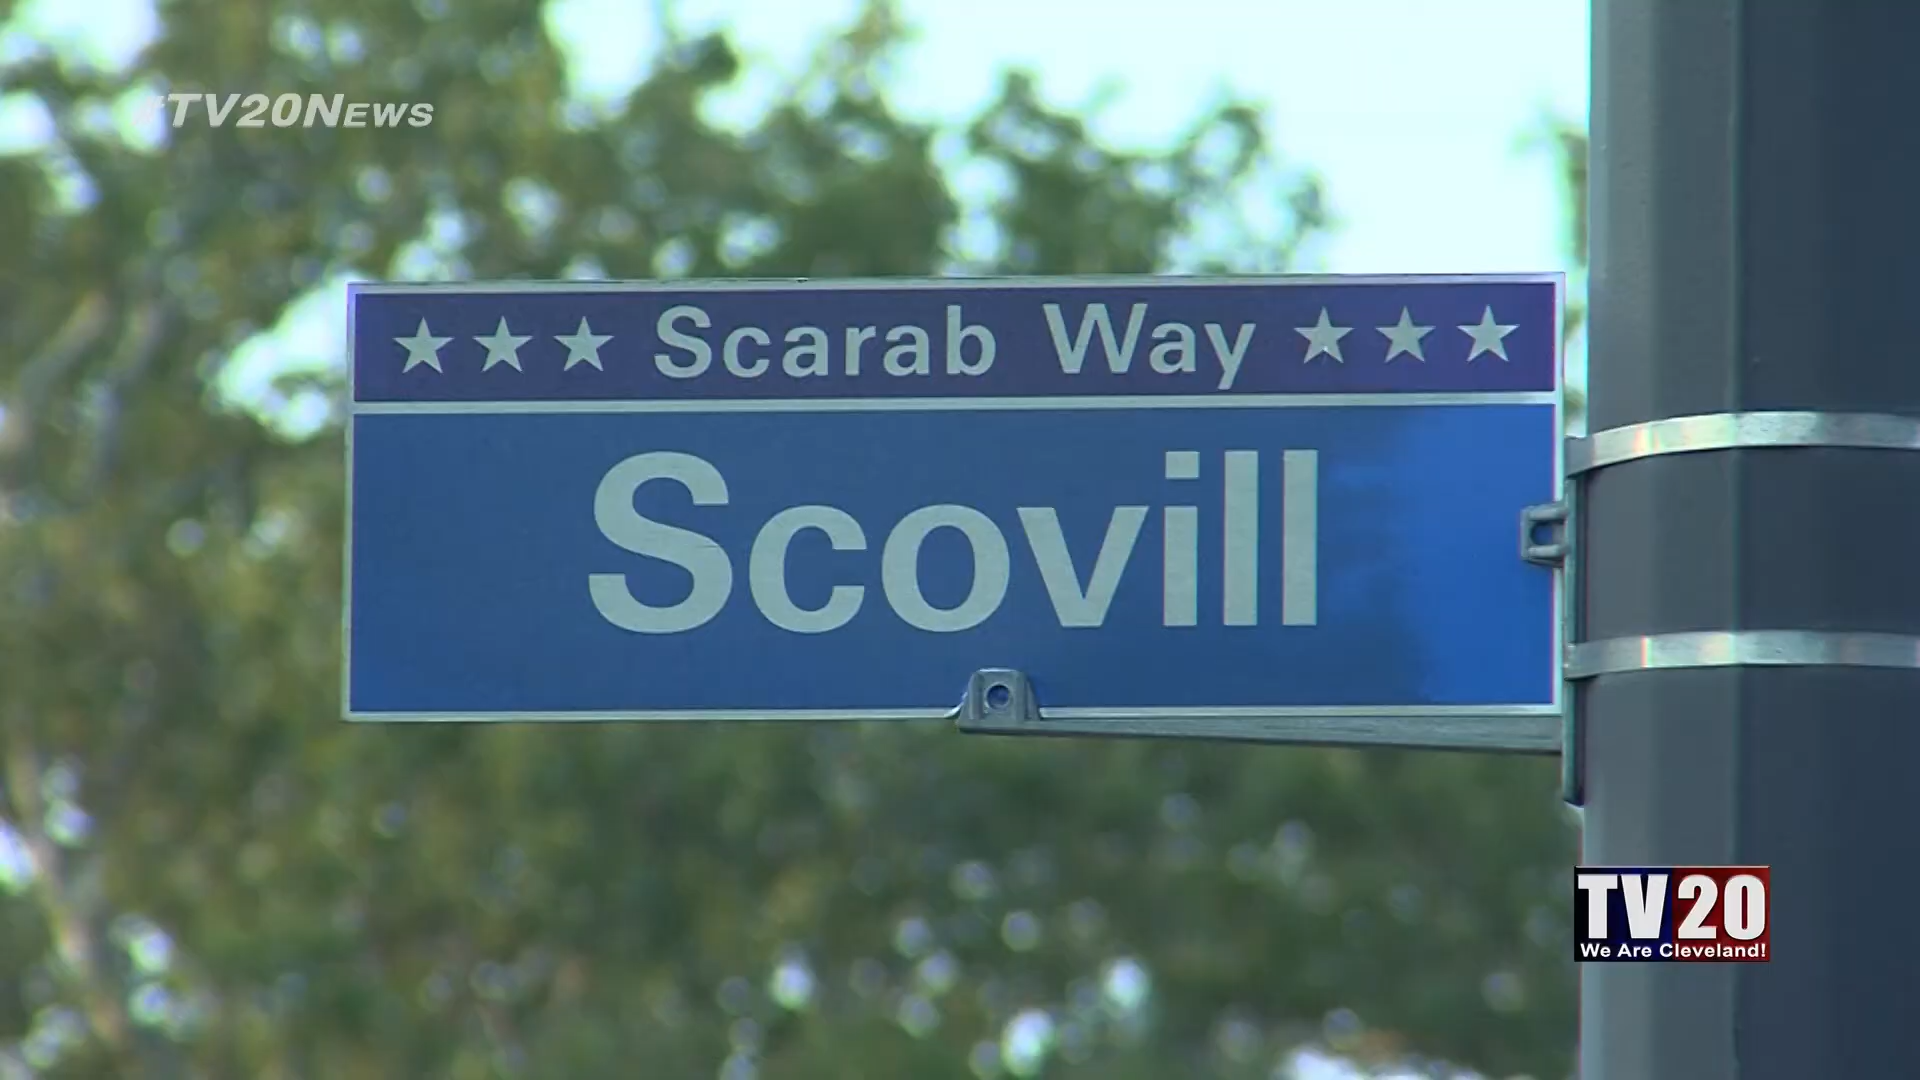 #TV20News
★★★ Scarab Way ★★★
Scovill
TV20
We Are Cleveland!